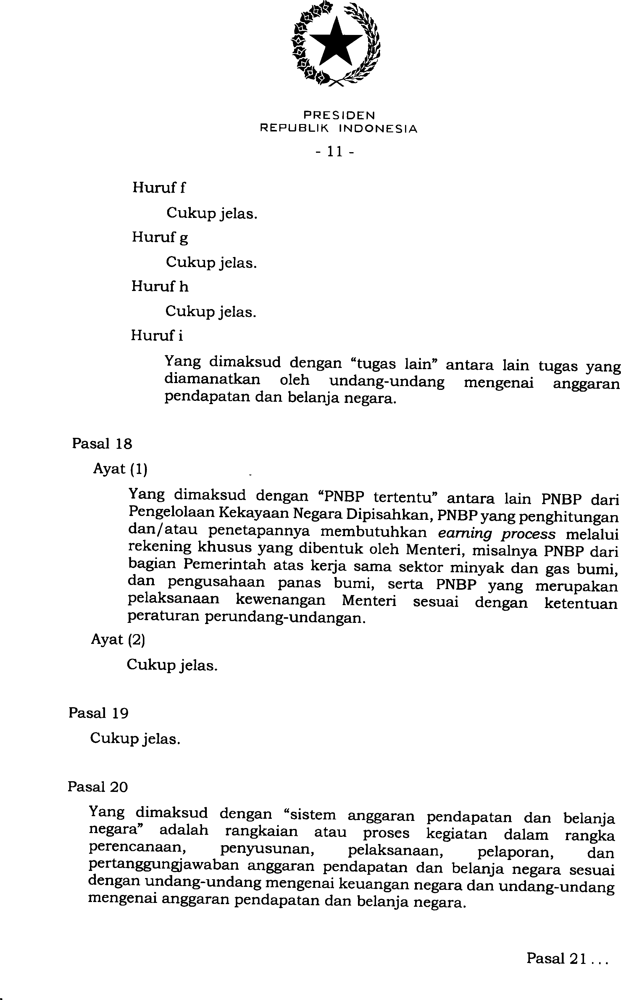 PRESIDEN
REPUBLIK INDONESIA
- 11 -
Huruf f
Cukup jelas.
Huruf g
Cukup jelas.
Huruf h
Cukup jelas.
Huruf i
Yang dimaksud dengan “tugas lain” antara lain tugas yang
diamanatkan oleh undang-undang mengenai anggaran
pendapatan dan belanja negara.
Pasal 18
Ayat (1)
Yang dimaksud dengan “PNBP tertentu” antara lain PNBP dari
Pengelolaan Kekayaan Negara Dipisahkan, PNBP yang penghitungan
dan/atau penetapannya membutuhkan earning process melalui
rekening khusus yang dibentuk oleh Menteri, misalnya PNBP dari
bagian Pemerintah atas kerja sama sektor minyak dan gas bumi,
dan pengusahaan panas bumi, serta PNBP yang merupakan
pelaksanaan kewenangan Menteri sesuai dengan ketentuan
peraturan perundang-undangan.
Ayat (2)
Cukup jelas.
Pasal 19
Cukup jelas.
Pasal 20
Yang dimaksud dengan “sistem anggaran pendapatan dan belanja
negara” adalah rangkaian atau proses kegiatan dalam rangka
perencanaan, penyusunan, pelaksanaan, pelaporan, dan
pertanggungjawaban anggaran pendapatan dan belanja negara sesuai
dengan undang-undang mengenai keuangan negara dan undang-undang
mengenai anggaran pendapatan dan belanja negara.
Pasal 21 . . .